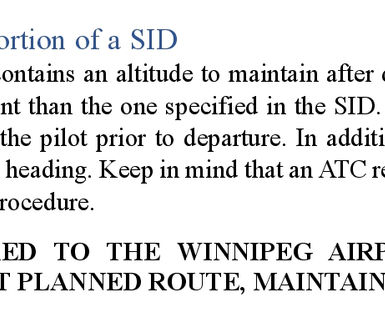 ortion of a SID
ontains an altitude to maintain after
nt than the one specified in the SID.
the pilot prior to departure. In additi
heading. Keep in mind that an ATC re
rocedure.
RED TO THE WINNIPEG AIRP
T PLANNED ROUTE, MAINTAIN